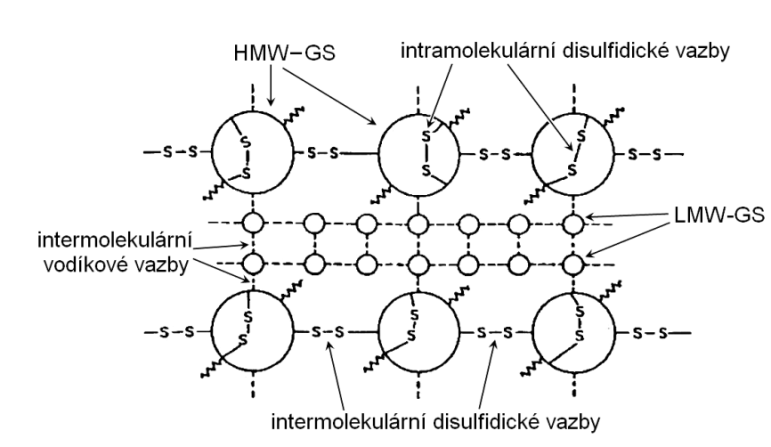 HMW–GS
intramolekulární disulfidické vazby
S
S
S
S
S
S
–S–S–
S–S
S–S
S–S–
LMW-GS
intermolekulární
vodíkové vazby
S
S
S
S
S
S
–S–S–
S–S
S–S
S–S–
intermolekulární disulfidické vazby